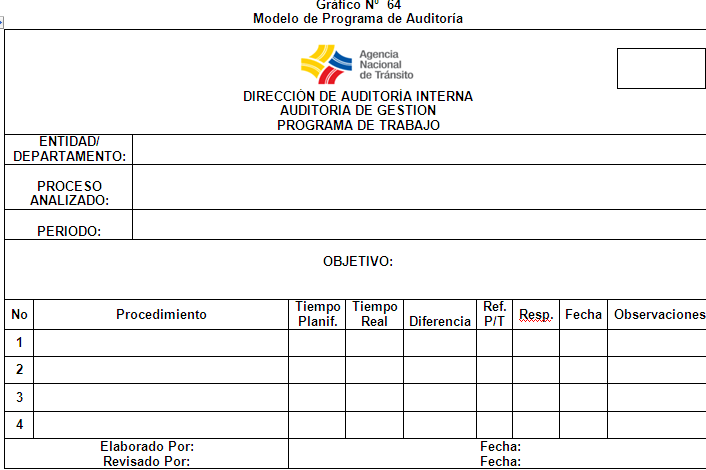 Gráfico Nº 64
Modelo de Programa de Auditoría
Agencia
Nacional
de Tránsito
DIRECCIÓN DE AUDITORÍA INTERNA
AUDITORIA DE GESTION
PROGRAMA DE TRABAJO
ENTIDAD/
DEPARTAMENTO:
PROCESO
ANALIZADO:
PERIODO:
OBJETIVO:
No Procedimiento Tiempo Planif. Tiempo Real Diferencia Ref. P/T Resp. Fecha Observaciones
1
2
3
4
Elaborado Por: Fecha:
Revisado Por: Fecha: